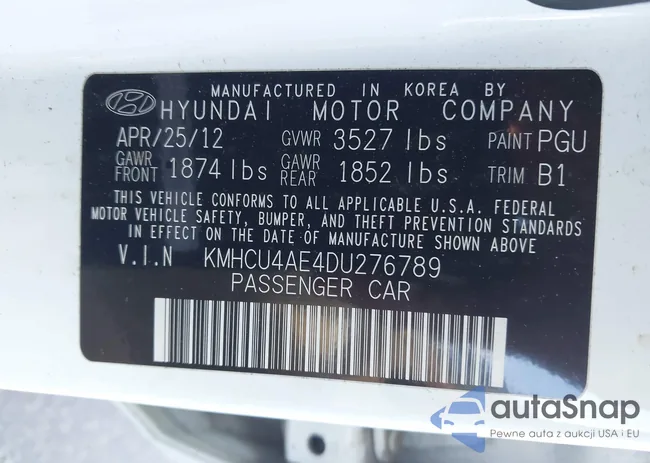 MANUFACTURED IN KOREA BY
HYUNDAI MOTOR COMPANY
APR/25/12 GVWR 3527 lbs PAINT PGU
GAWR FRONT 1874 lbs GAWR REAR 1852 lbs TRIM B1
THIS VEHICLE CONFORMS TO ALL APPLICABLE U.S.A. FEDERAL
MOTOR VEHICLE SAFETY, BUMPER, AND THEFT PREVENTION STANDARDS
IN EFFECT ON THE DATE OF MANUFACTURE SHOWN ABOVE
V.I.N KMHCU4AE4DU276789
PASSENGER CAR
autaSnap
Pewne auta z aukcji USA i EU